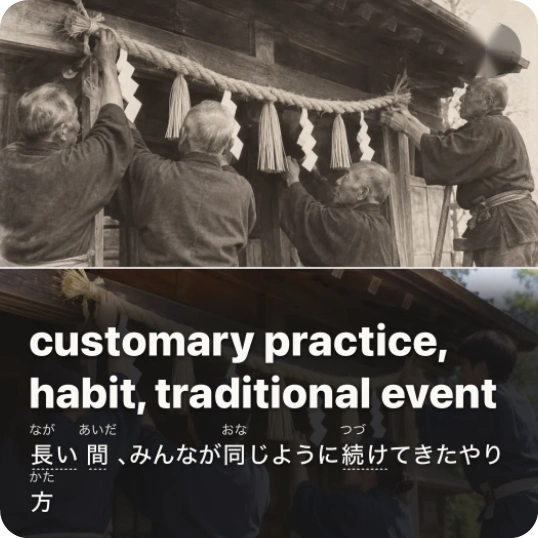 customary practice,
habit, traditional event
なが あいだ おな つづ
長い間、みんなが同じように続けてきたやり
かた
方